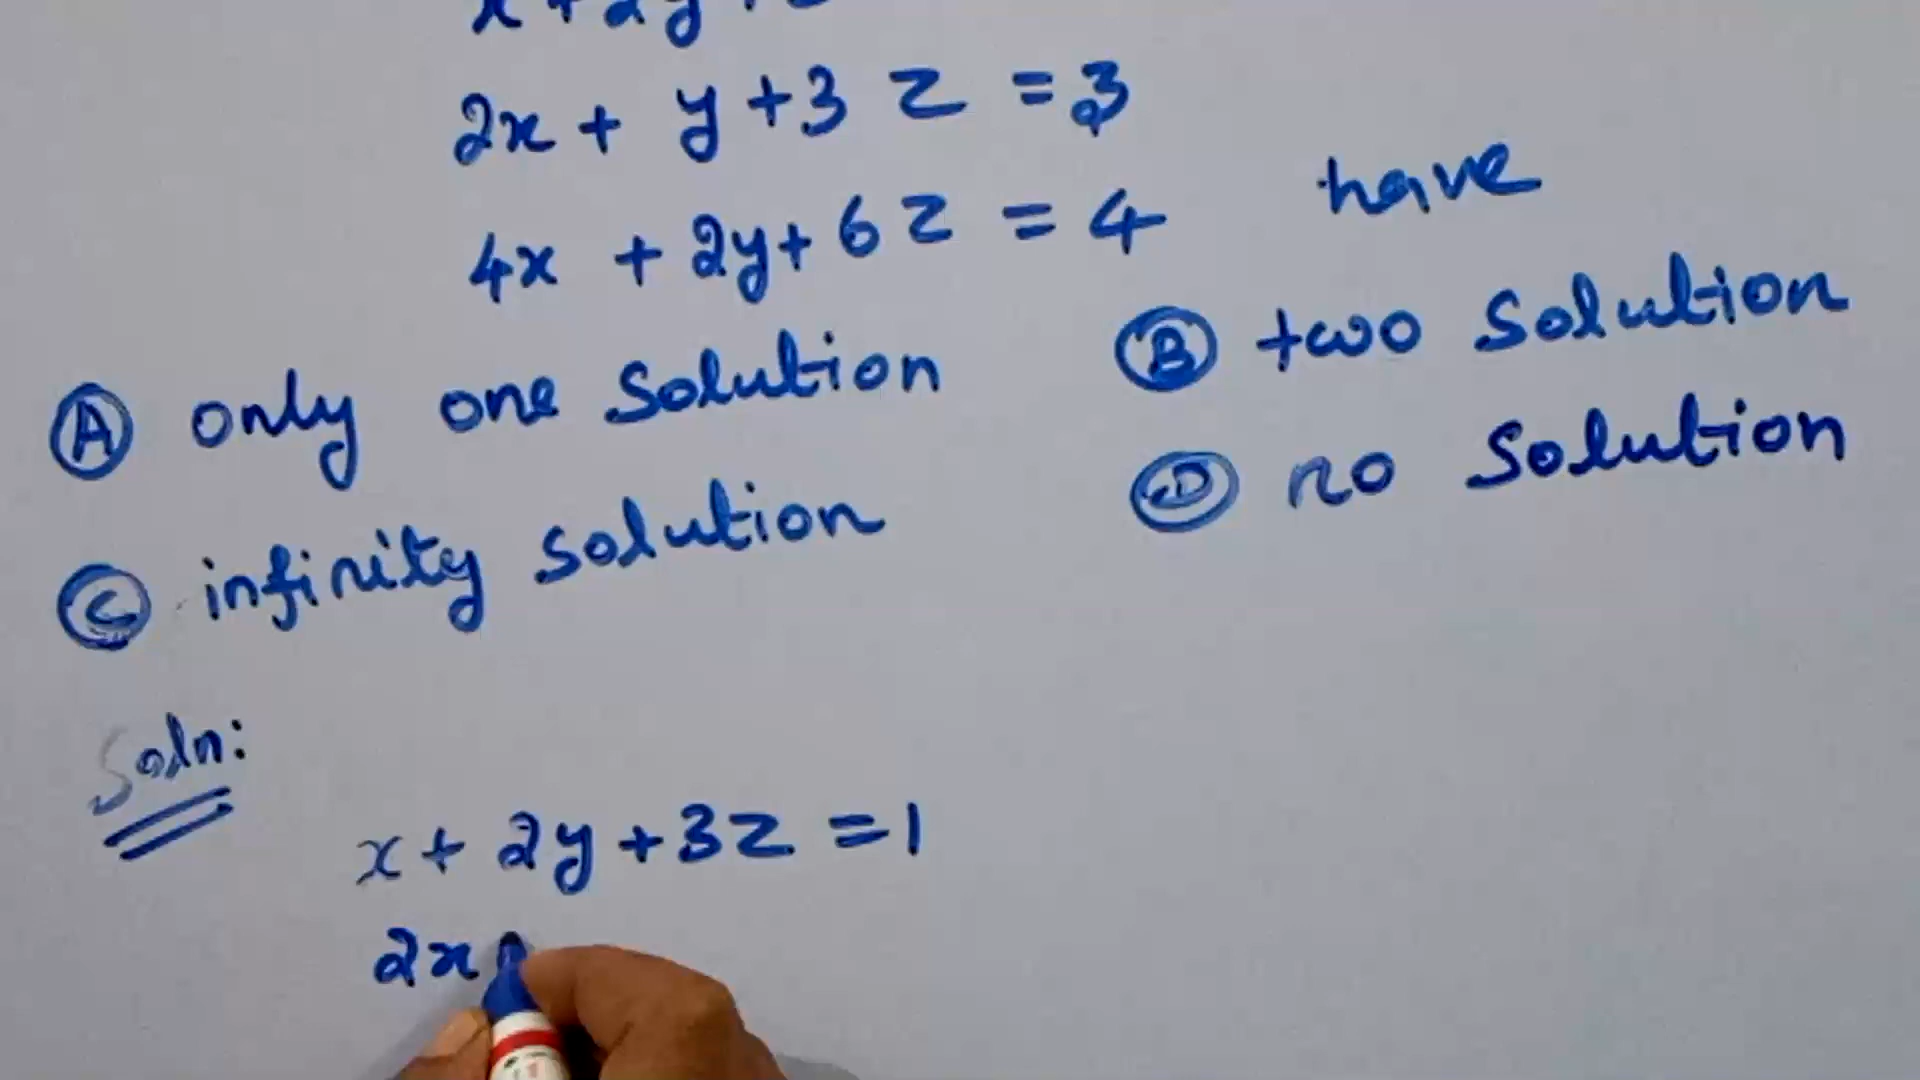 x + 2y +
2x + y + 3 z = 3
4x + 2y + 6 z = 4 have
Ⓐ only one Solution Ⓑ two Solution
Ⓒ infinity solution Ⓓ no Solution
Soln:
x + 2y + 3z = 1
2x